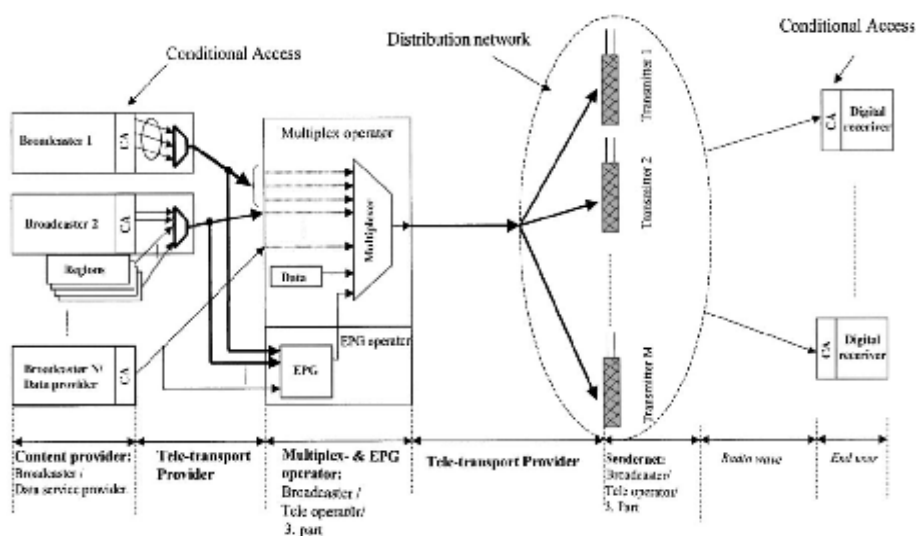 Conditional Access
Distribution network
Conditional Access
Broadcaster 1
CA
Broadcaster 2
CA
Regions
Broadcaster N/
Data provider
CA
Multiplex operator
Multiplexer
Data
EPG operator
EPG
Transmitter 1
Transmitter 2
Transmitter M
CA
Digital
receiver
CA
Digital
receiver
Content provider:
Broadcaster /
Data service provider.
Tele-transport
Provider
Multiplex- & EPG
operator:
Broadcaster /
Tele operator/
3. part
Tele-transport Provider
Sendernet:
Broadcaster/
Tele operator/
3. Part
Radio wave
End user